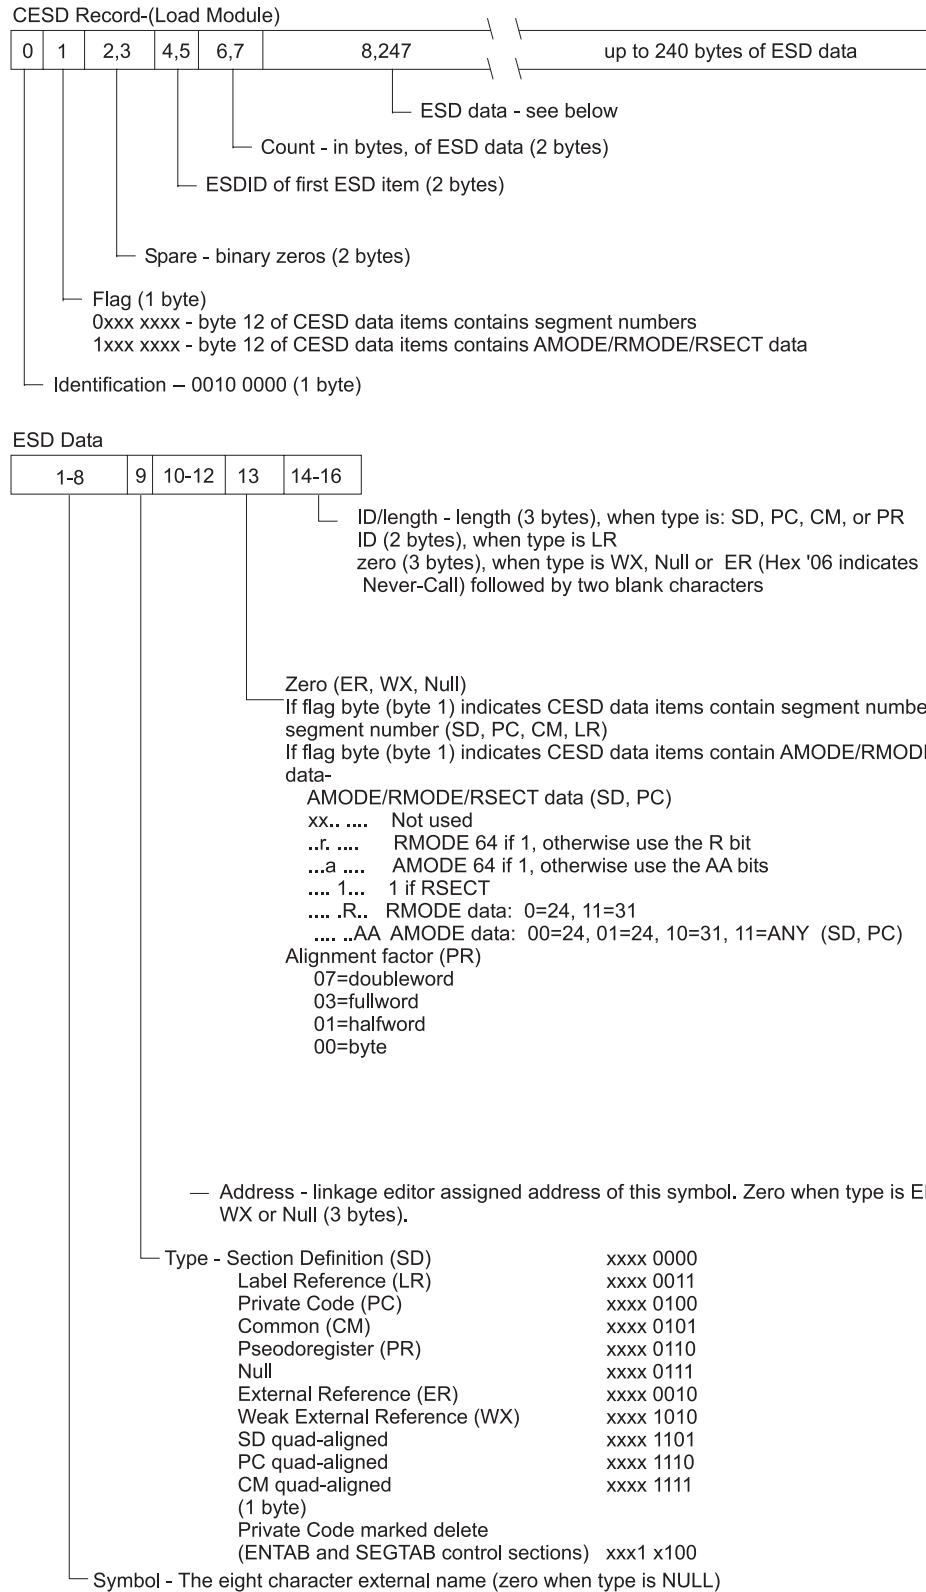 CESD Record-(Load Module)
0 1 2,3 4,5 6,7 8,247 up to 240 bytes of ESD data
ESD data - see below
Count - in bytes, of ESD data (2 bytes)
ESDID of first ESD item (2 bytes)
Spare - binary zeros (2 bytes)
Flag (1 byte)
0xxx xxxx - byte 12 of CESD data items contains segment numbers
1xxx xxxx - byte 12 of CESD data items contains AMODE/RMODE/RSECT data
Identification – 0010 0000 (1 byte)
ESD Data
1-8 9 10-12 13 14-16
ID/length - length (3 bytes), when type is: SD, PC, CM, or PR
ID (2 bytes), when type is LR
zero (3 bytes), when type is WX, Null or ER (Hex '06 indicates
Never-Call) followed by two blank characters
Zero (ER, WX, Null)
If flag byte (byte 1) indicates CESD data items contain segment numbe
segment number (SD, PC, CM, LR)
If flag byte (byte 1) indicates CESD data items contain AMODE/RMODE
data-
AMODE/RMODE/RSECT data (SD, PC)
xx.. .... Not used
..r. .... RMODE 64 if 1, otherwise use the R bit
...a .... AMODE 64 if 1, otherwise use the AA bits
.... 1... 1 if RSECT
.... .R.. RMODE data: 0=24, 11=31
.... ..AA AMODE data: 00=24, 01=24, 10=31, 11=ANY (SD, PC)
Alignment factor (PR)
07=doubleword
03=fullword
01=halfword
00=byte
Address - linkage editor assigned address of this symbol. Zero when type is E
WX or Null (3 bytes).
Type - Section Definition (SD) xxxx 0000
Label Reference (LR) xxxx 0011
Private Code (PC) xxxx 0100
Common (CM) xxxx 0101
Pseodoregister (PR) xxxx 0110
Null xxxx 0111
External Reference (ER) xxxx 0010
Weak External Reference (WX) xxxx 1010
SD quad-aligned xxxx 1101
PC quad-aligned xxxx 1110
CM quad-aligned xxxx 1111
(1 byte)
Private Code marked delete
(ENTAB and SEGTAB control sections) xxx1 x100
Symbol - The eight character external name (zero when type is NULL)